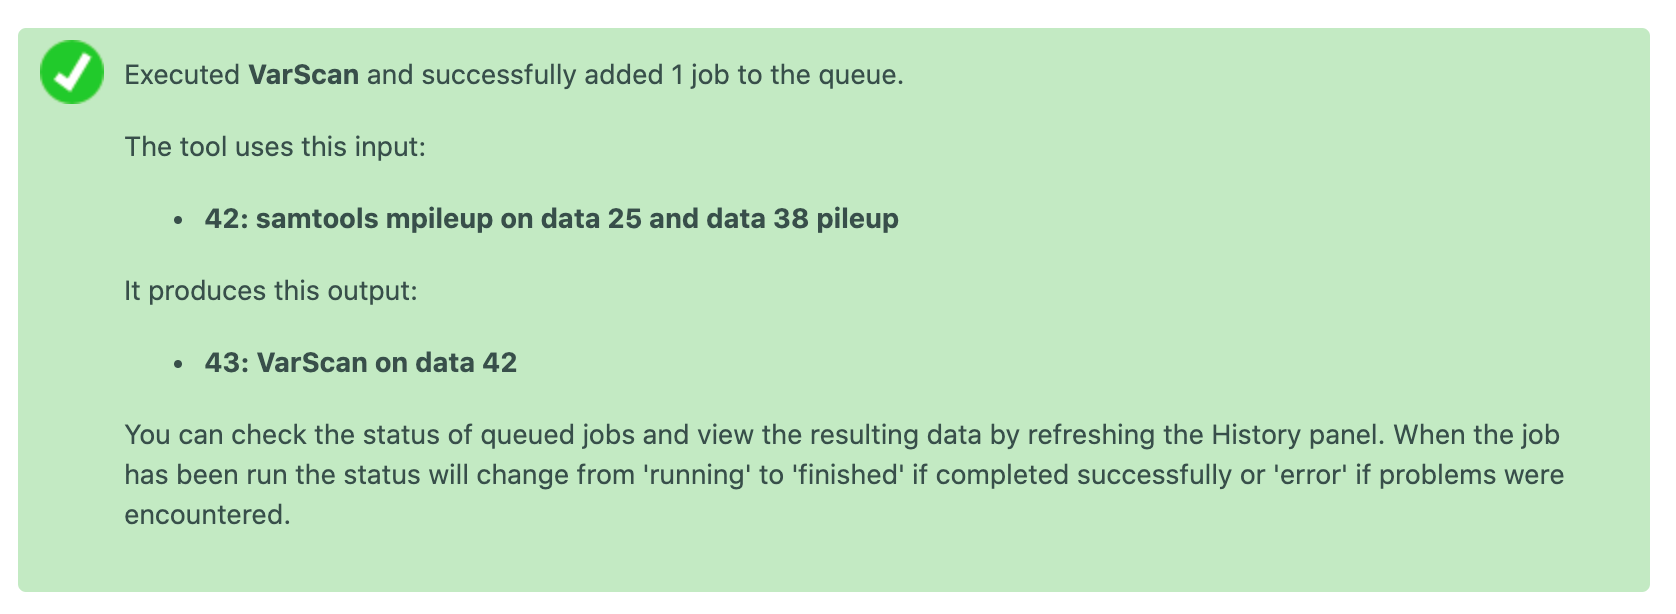 Executed VarScan and successfully added 1 job to the queue.
The tool uses this input:
• 42: samtools mpileup on data 25 and data 38 pileup
It produces this output:
• 43: VarScan on data 42
You can check the status of queued jobs and view the resulting data by refreshing the History panel. When the job
has been run the status will change from 'running' to 'finished' if completed successfully or 'error' if problems were
encountered.